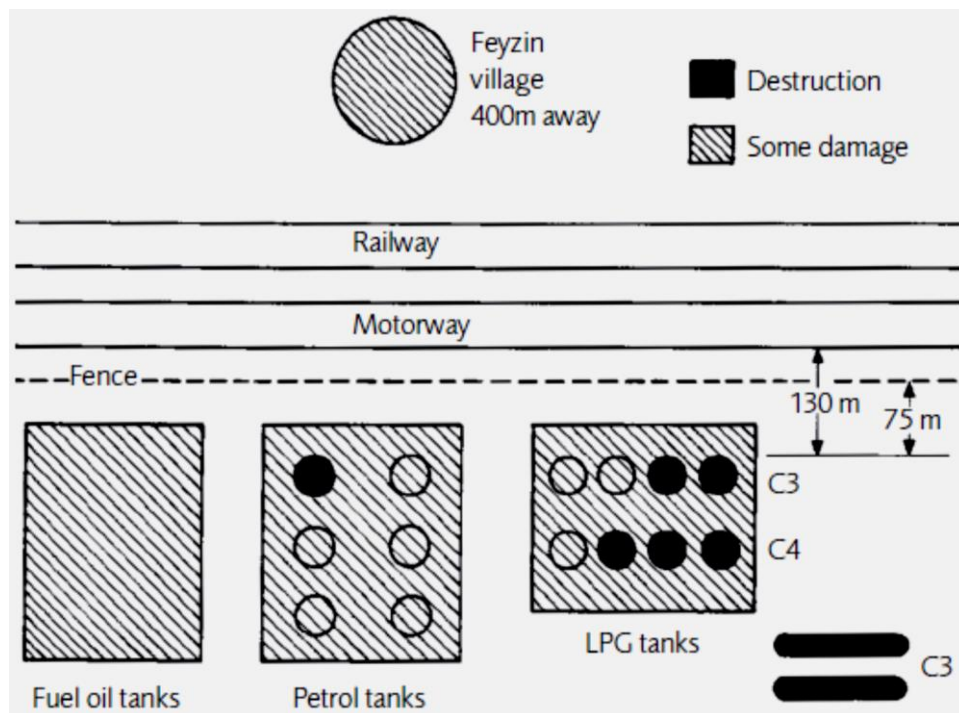 Feyzin
village
400m away
Destruction
Some damage
Railway
Motorway
Fence
130 m
75 m
C3
C4
LPG tanks
C3
Fuel oil tanks
Petrol tanks